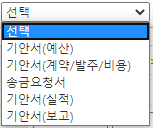 선택
선택
기안서(예산)
기안서(계약/발주/비용)
송금요청서
기안서(실적)
기안서(보고)